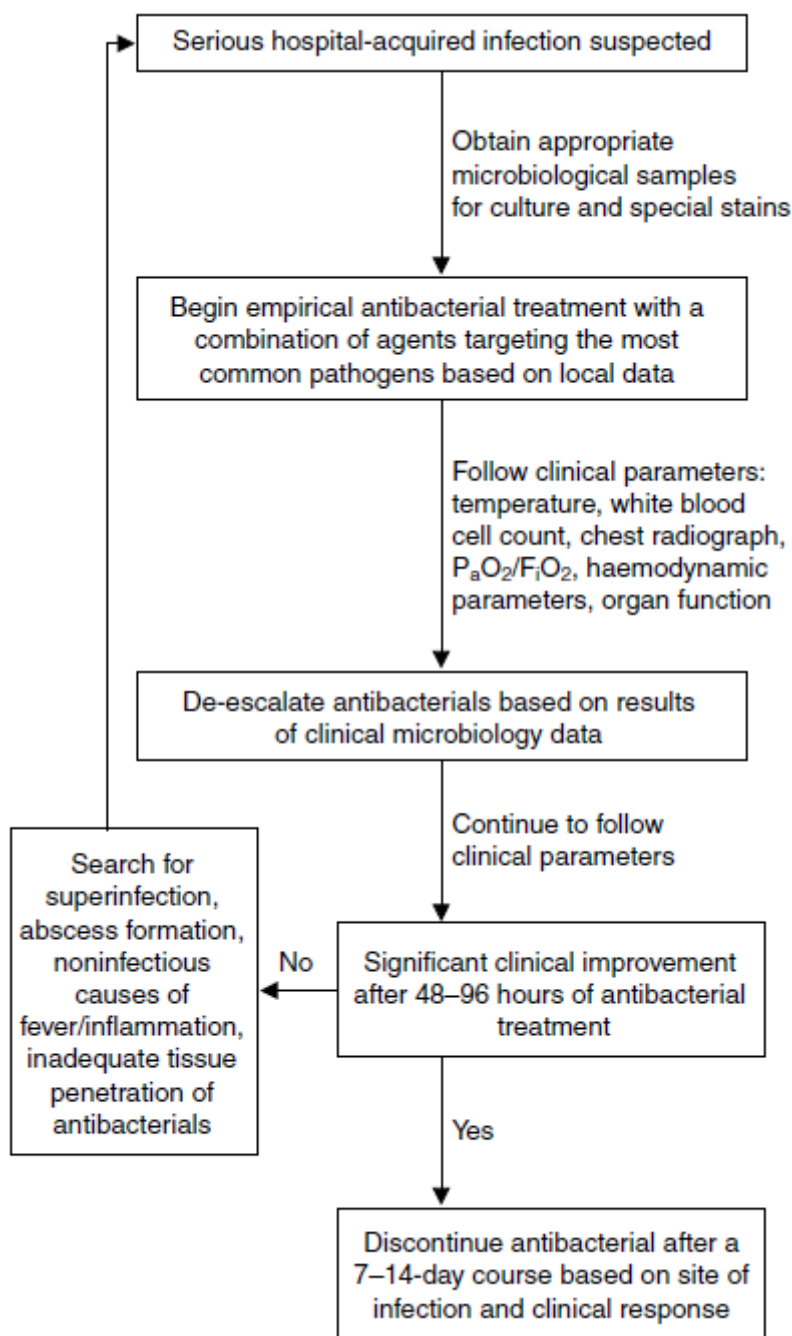 Serious hospital-acquired infection suspected
Obtain appropriate
microbiological samples
for culture and special stains
Begin empirical antibacterial treatment with a
combination of agents targeting the most
common pathogens based on local data
Follow clinical parameters:
temperature, white blood
cell count, chest radiograph,
PaO2/FiO2, haemodynamic
parameters, organ function
De-escalate antibacterials based on results
of clinical microbiology data
Continue to follow
clinical parameters
Search for
superinfection,
abscess formation,
noninfectious
causes of
fever/inflammation,
inadequate tissue
penetration of
antibacterials
No
Significant clinical improvement
after 48–96 hours of antibacterial
treatment
Yes
Discontinue antibacterial after a
7–14-day course based on site of
infection and clinical response